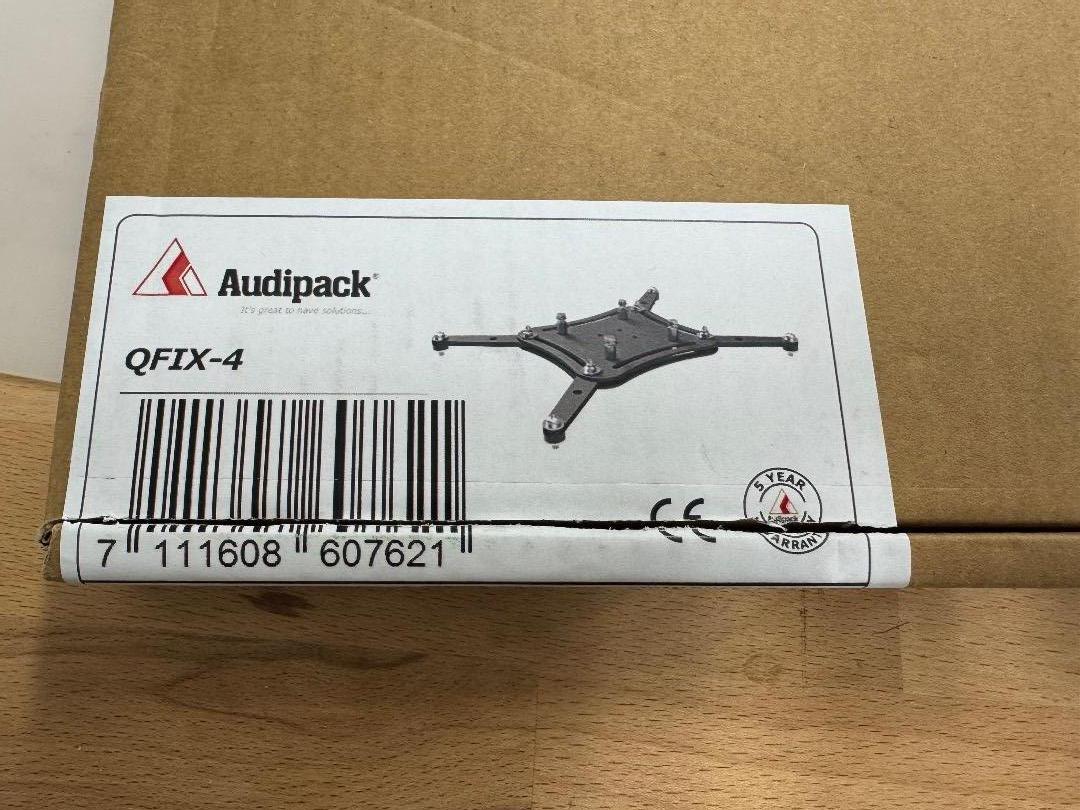 Audipack®
It's great to have solutions...
QFIX-4
5 YEAR
Audipack
WARRANTY
7 111608 607621
CE